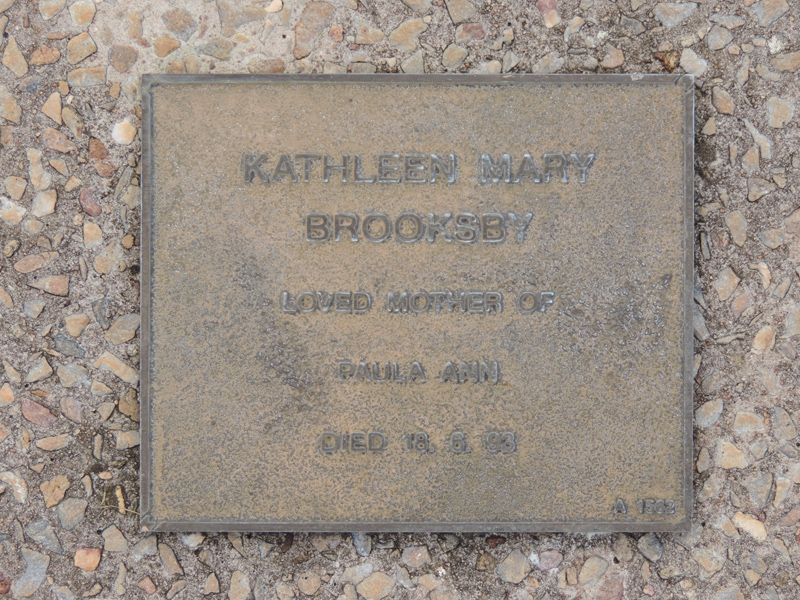 KATHLEEN MARY
BROOKSBY
LOVED MOTHER OF
PAULA ANN
DIED 18. 6. 93
A